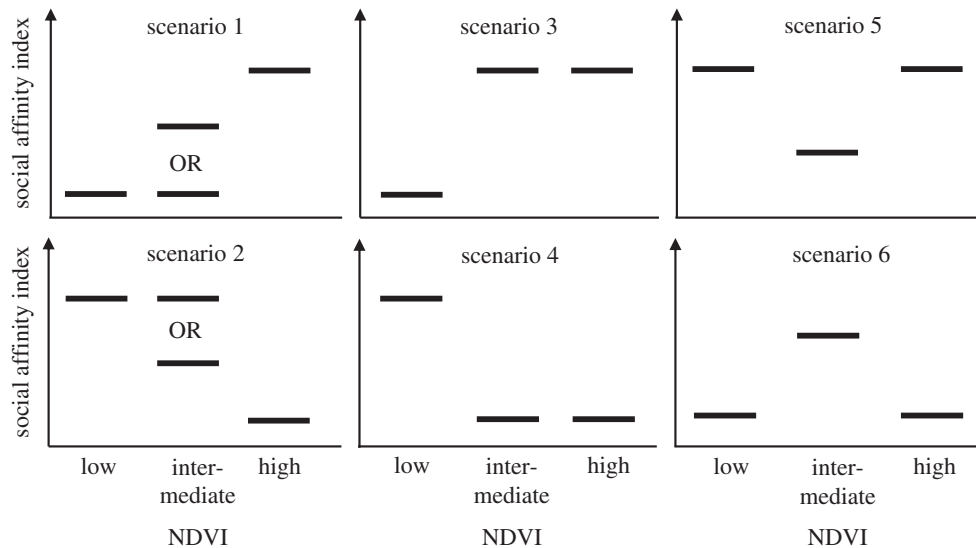 scenario 1
scenario 3
scenario 5
social affinity index
OR
scenario 2
scenario 4
scenario 6
social affinity index
OR
low
inter-
mediate
high
low
inter-
mediate
high
low
inter-
mediate
high
NDVI
NDVI
NDVI